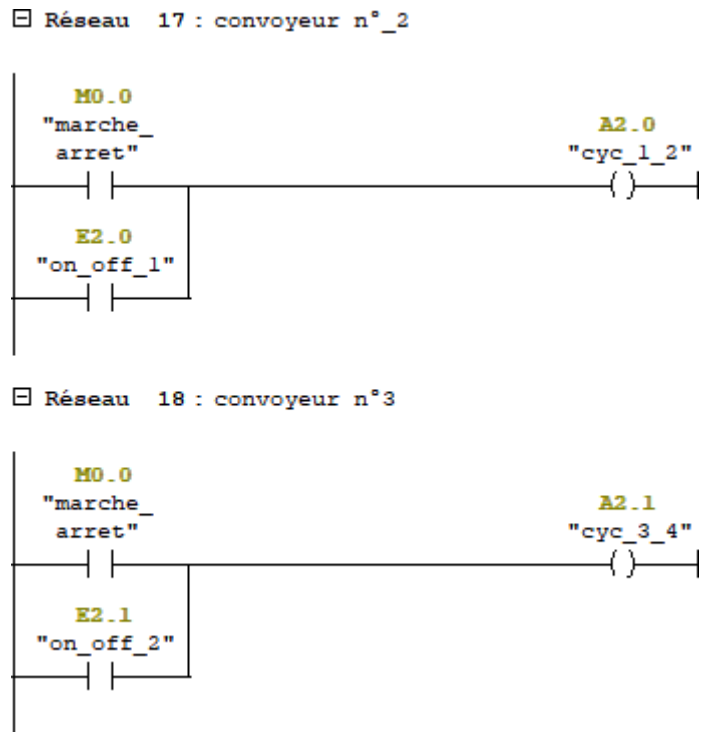 Réseau 17 : convoyeur n°_2
M0.0
"marche_
arret"
A2.0
"cyc_1_2"
E2.0
"on_off_1"
Réseau 18 : convoyeur n°3
M0.0
"marche_
arret"
A2.1
"cyc_3_4"
E2.1
"on_off_2"